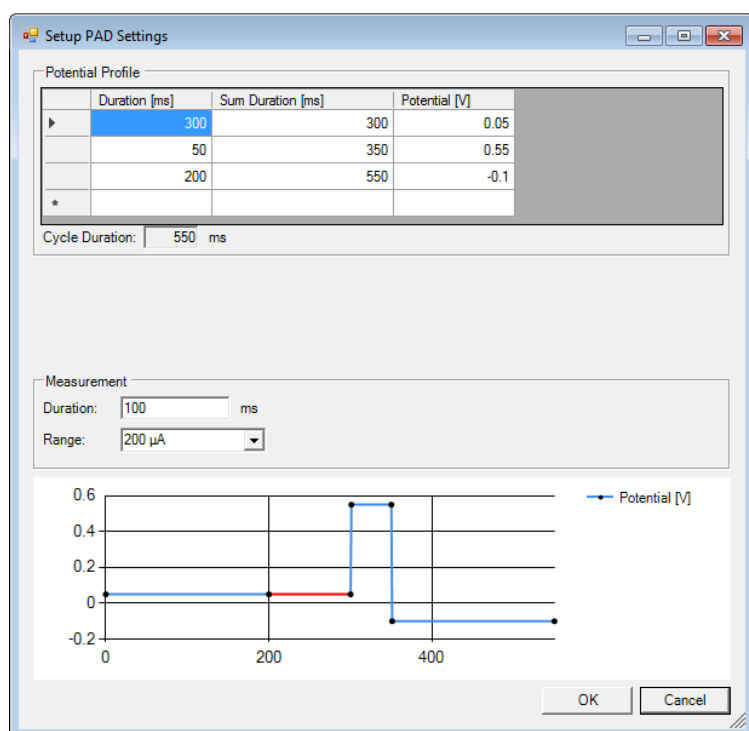 Setup PAD Settings
Potential Profile
Duration [ms] Sum Duration [ms] Potential [V]
300 300 0.05
50 350 0.55
200 550 -0.1
*
Cycle Duration: 550 ms
Measurement
Duration: 100 ms
Range: 200 µA
0.6
0.4
0.2
0
-0.2
0 200 400
Potential [V]
OK Cancel